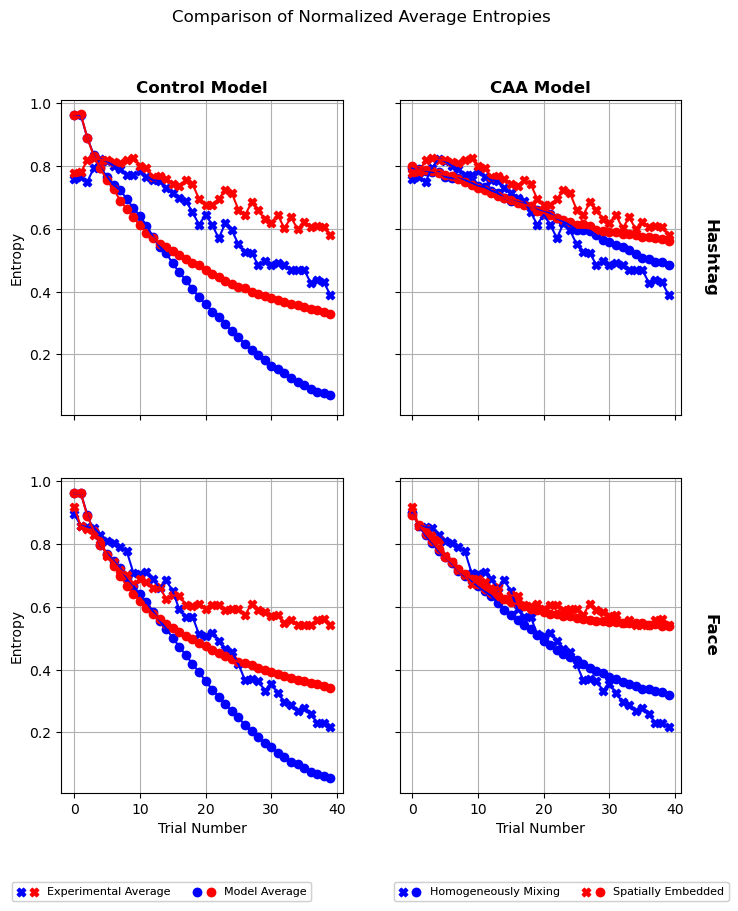 Comparison of Normalized Average Entropies
Control Model
CAA Model
1.0
0.8
0.6
0.4
0.2
Entropy
Hashtag
1.0
0.8
0.6
0.4
0.2
Entropy
Face
0 10 20 30 40
0 10 20 30 40
Trial Number
Trial Number
Experimental Average Model Average
Homogeneously Mixing Spatially Embedded